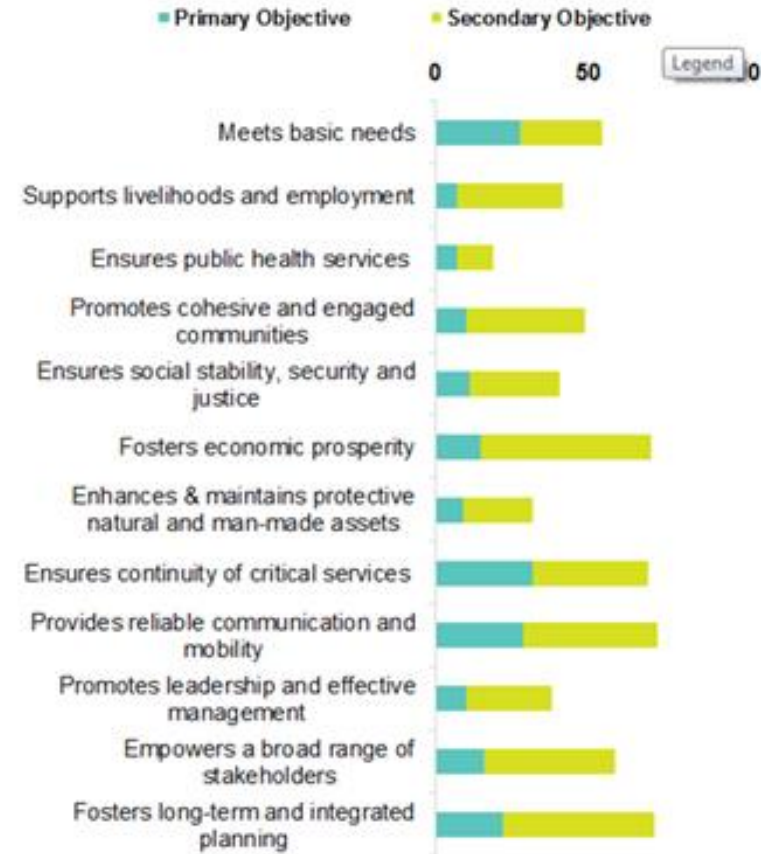 Primary Objective
Secondary Objective
0
50
Legend
0
Meets basic needs
Supports livelihoods and employment
Ensures public health services
Promotes cohesive and engaged
communities
Ensures social stability, security and
justice
Fosters economic prosperity
Enhances & maintains protective
natural and man-made assets
Ensures continuity of critical services
Provides reliable communication and
mobility
Promotes leadership and effective
management
Empowers a broad range of
stakeholders
Fosters long-term and integrated
planning